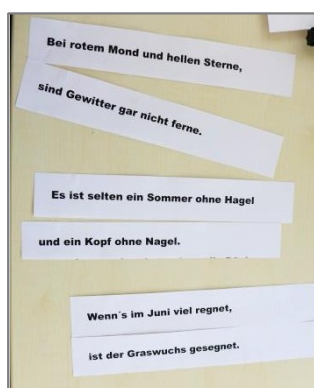 Bei rotem Mond und hellen Sterne,
sind Gewitter gar nicht ferne.
Es ist selten ein Sommer ohne Hagel
und ein Kopf ohne Nagel.
Wenn´s im Juni viel regnet,
ist der Graswuchs gesegnet.